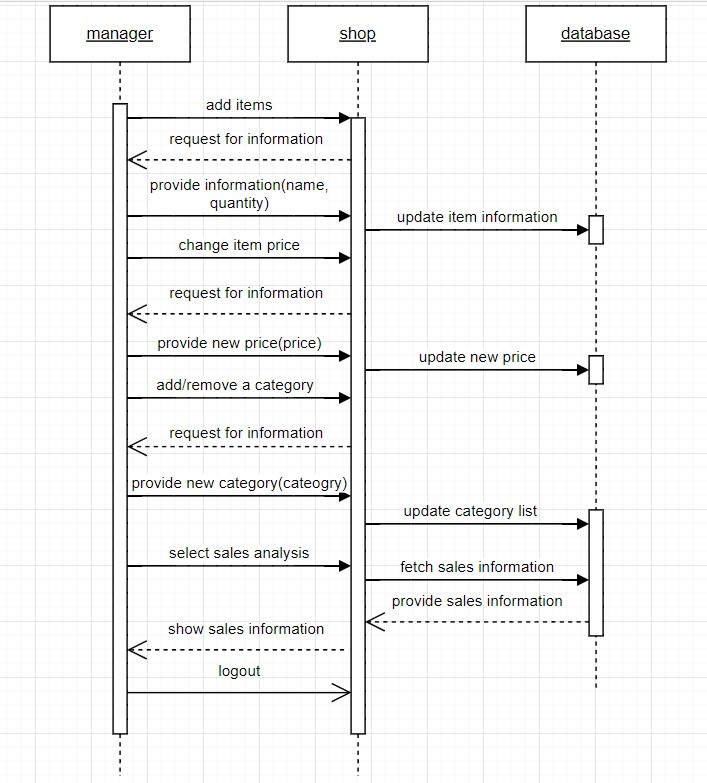 manager
shop
database
add items
request for information
provide information(name,
quantity)
update item information
change item price
request for information
provide new price(price)
update new price
add/remove a category
request for information
provide new category(cateogry)
update category list
select sales analysis
fetch sales information
provide sales information
show sales information
logout